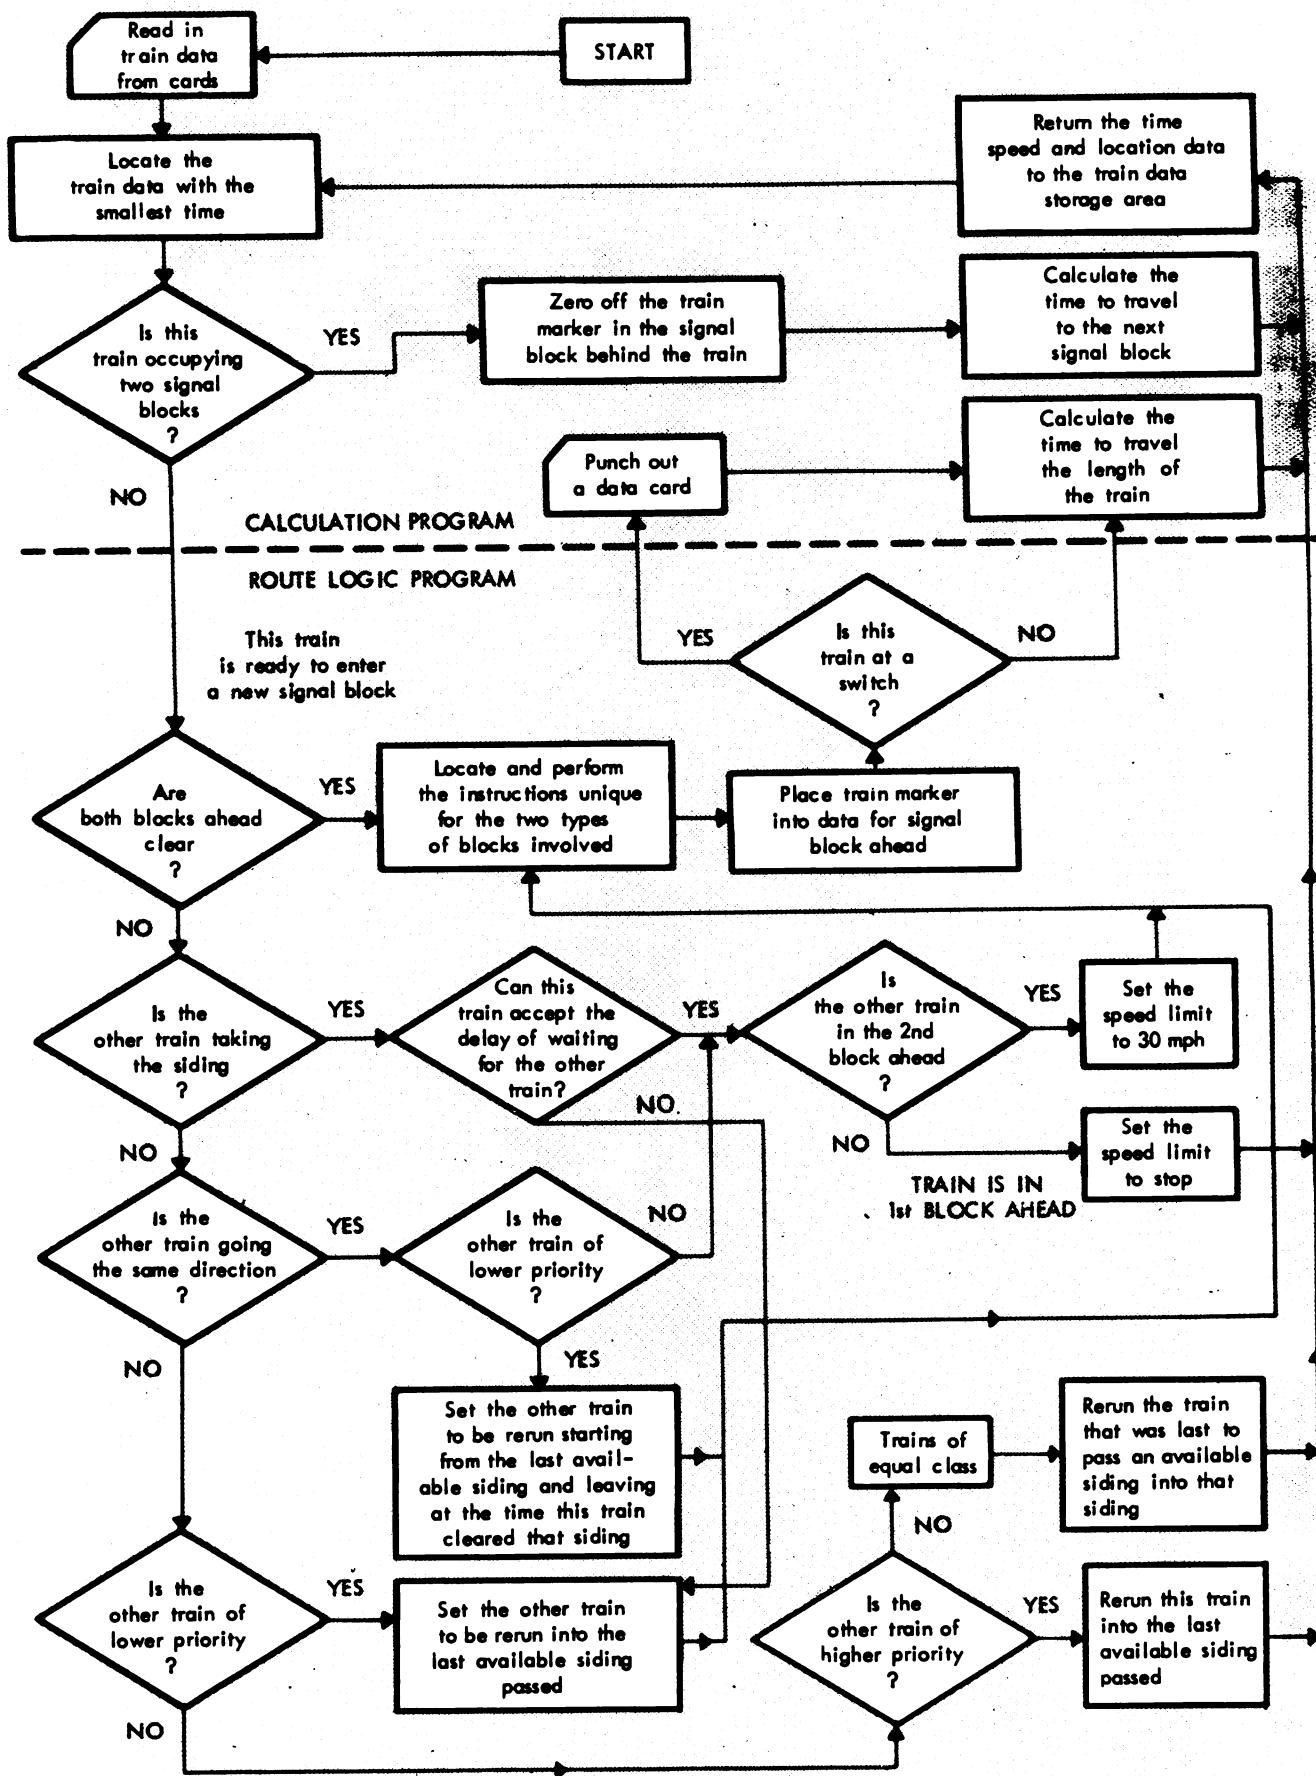 Read in
train data
from cards
START
Locate the
train data with the
smallest time
Return the time
speed and location data
to the train data
storage area
Is this
train occupying
two signal
blocks
?
YES
Zero off the train
marker in the signal
block behind the train
Calculate the
time to travel
to the next
signal block
NO
Punch out
a data card
Calculate the
time to travel
the length of
the train
CALCULATION PROGRAM
ROUTE LOGIC PROGRAM
This train
is ready to enter
a new signal block
YES
Is this
train at a
switch
?
NO
Are
both blocks ahead
clear
?
YES
Locate and perform
the instructions unique
for the two types
of blocks involved
Place train marker
into data for signal
block ahead
NO
Is the
other train taking
the siding
?
YES
Can this
train accept the
delay of waiting
for the other
train?
YES
NO
Is
the other train
in the 2nd
block ahead
?
YES
Set the
speed limit
to 30 mph
NO
Set the
speed limit
to stop
TRAIN IS IN
1st BLOCK AHEAD
NO
Is the
other train going
the same direction
?
YES
Is the
other train of
lower priority
?
NO
YES
NO
Set the other train
to be rerun starting
from the last avail-
able siding and leaving
at the time this train
cleared that siding
Trains of
equal class
Rerun the train
that was last to
pass an available
siding into that
siding
NO
Is the
other train of
lower priority
?
YES
Set the other train
to be rerun into the
last available siding
passed
Is the
other train of
higher priority
?
YES
Rerun this train
into the last
available siding
passed
NO